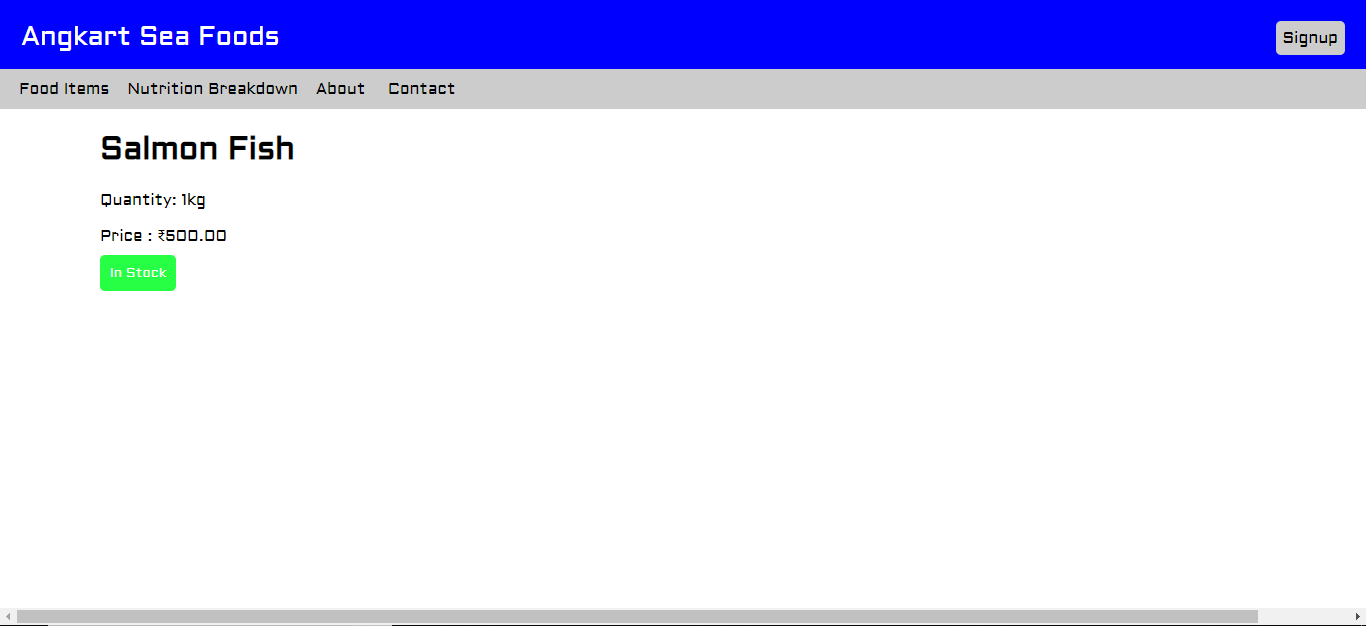 Angkart Sea Foods
Signup
Food Items Nutrition Breakdown About Contact
Salmon Fish
Quantity: 1kg
Price : ₹500.00
In Stock